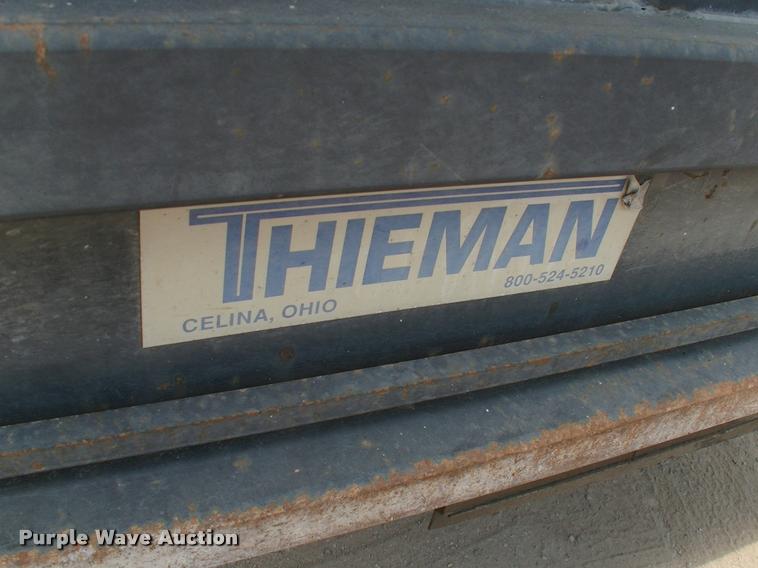 THIEMAN
800-524-5210
CELINA, OHIO
Purple Wave Auction